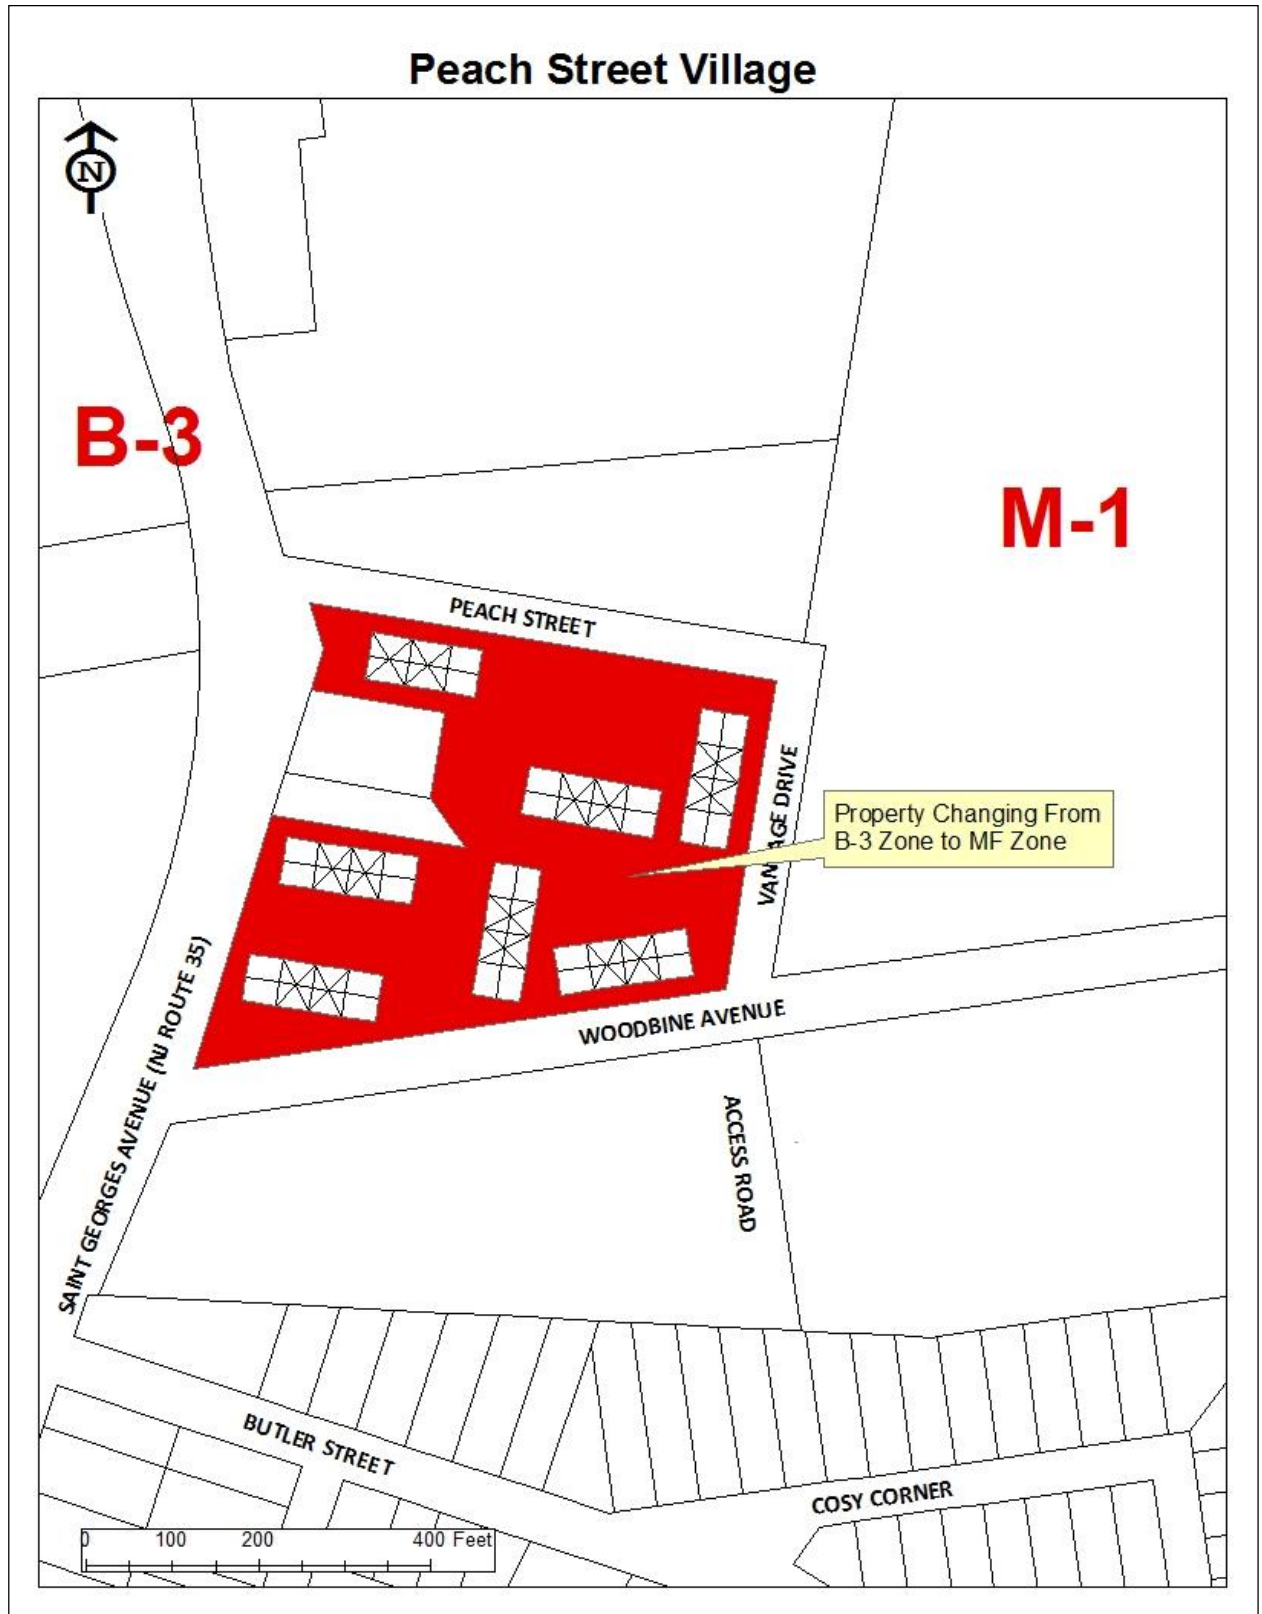 Peach Street Village
N
B-3
M-1
PEACH STREET
VANTAGE DRIVE
Property Changing From
B-3 Zone to MF Zone
SAINT GEORGES AVENUE (NJ ROUTE 35)
WOODBINE AVENUE
ACCESS ROAD
BUTLER STREET
COSY CORNER
0 100 200 400 Feet